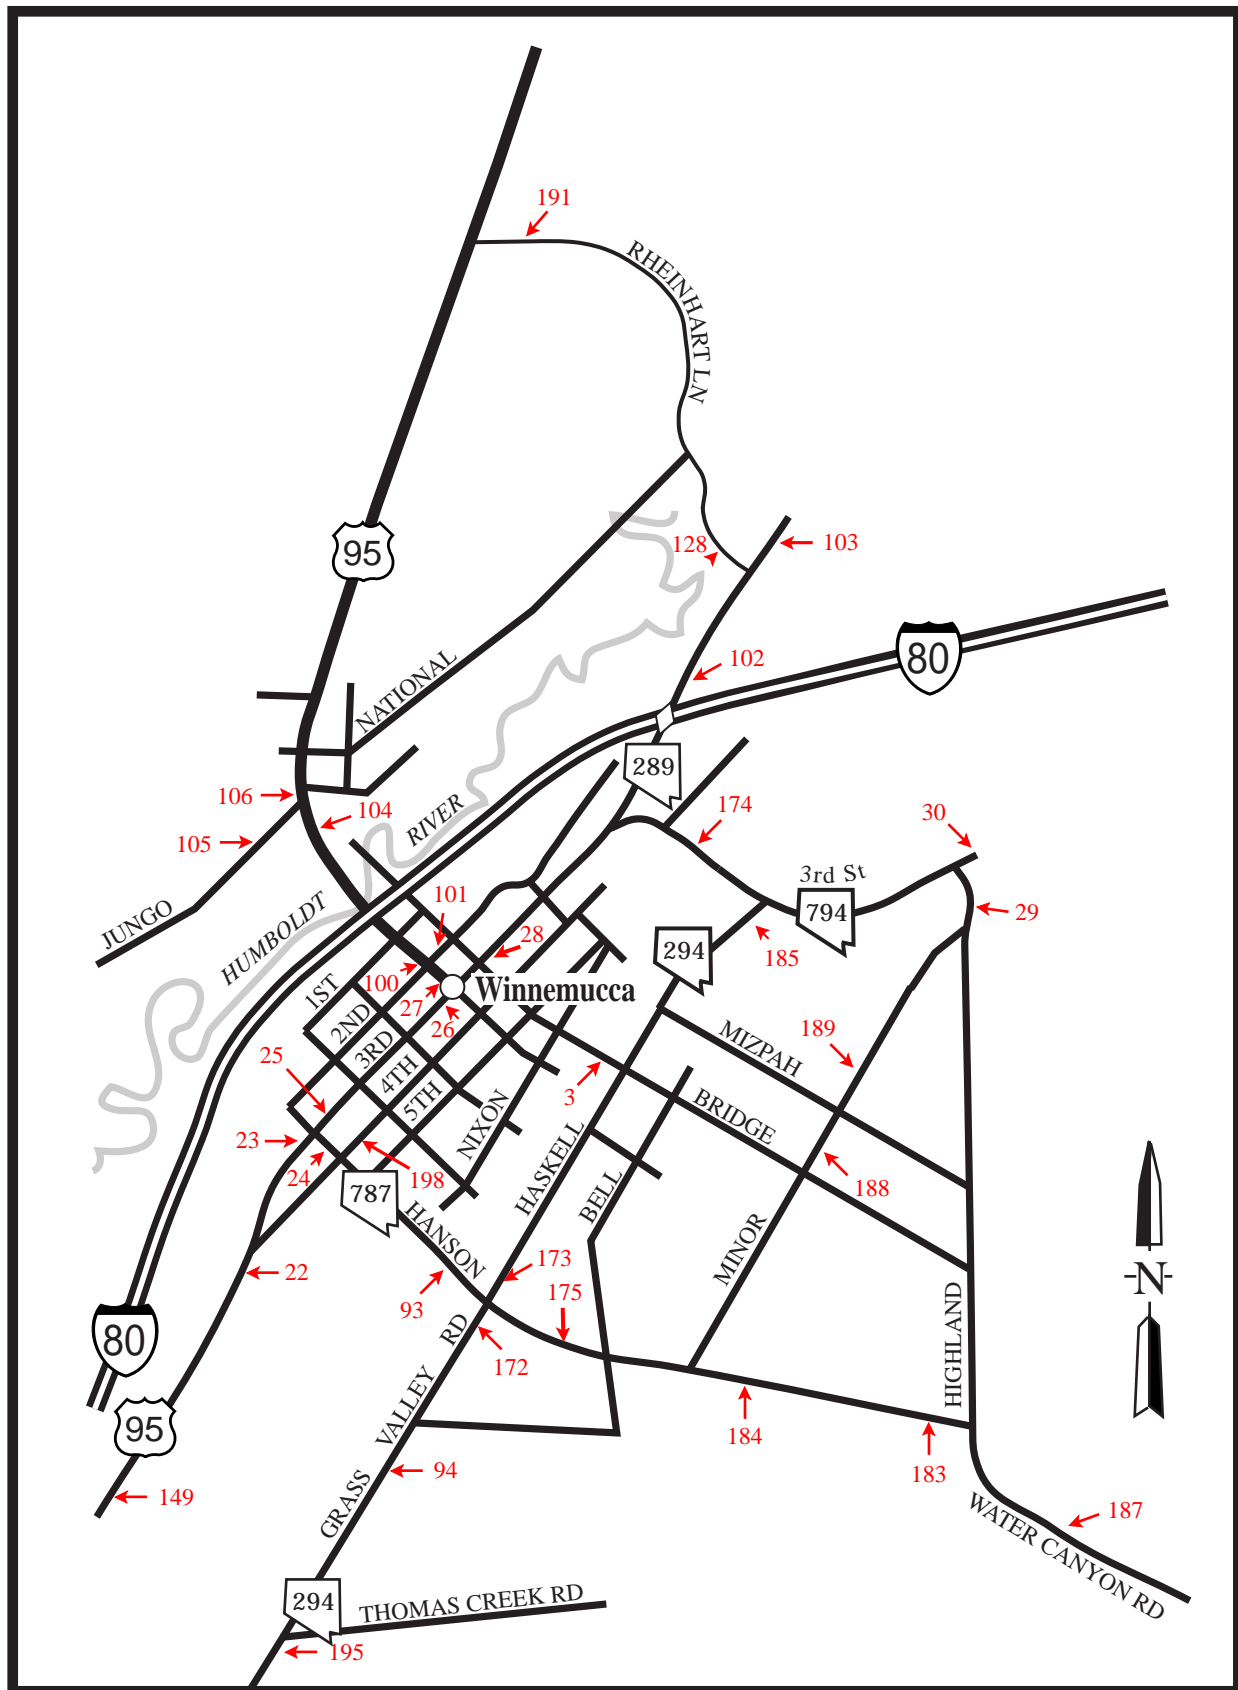 191
RHEINHART LN
95
128
103
102
80
NATIONAL
289
106
104
105
RIVER
174
30
3rd St
794
29
JUNGO
HUMBOLDT
101
28
294
185
100
27
Winnemucca
26
1ST
2ND
3RD
4TH
5TH
25
MIZPAH
189
3
BRIDGE
NIXON
23
24
198
787
HASKELL
188
BELL
HANSON
MINOR
22
173
175
93
N
80
RD
172
HIGHLAND
95
VALLEY
184
183
94
149
GRASS
187
WATER CANYON RD
294
THOMAS CREEK RD
195